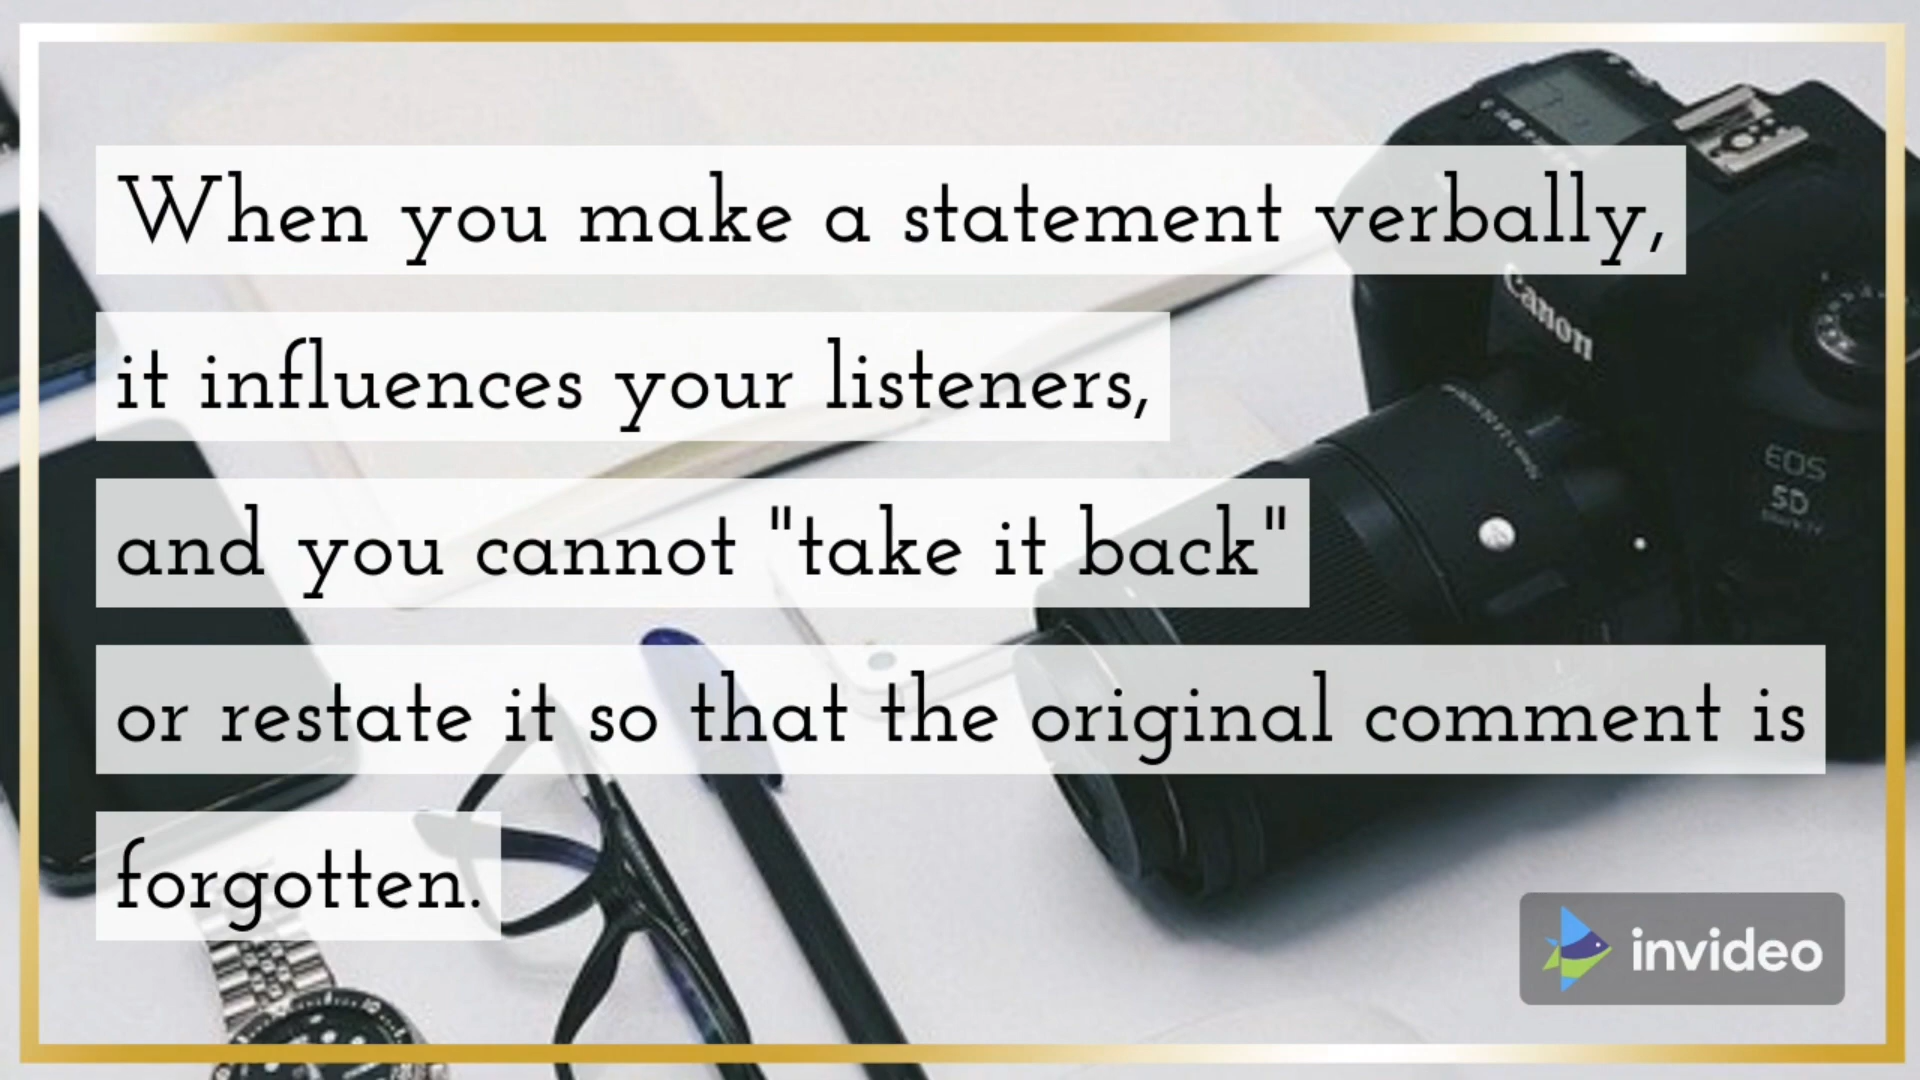 When you make a statement verbally,
it influences your listeners,
and you cannot "take it back"
or restate it so that the original comment is
forgotten.
Canon
EOS
5D
invideo